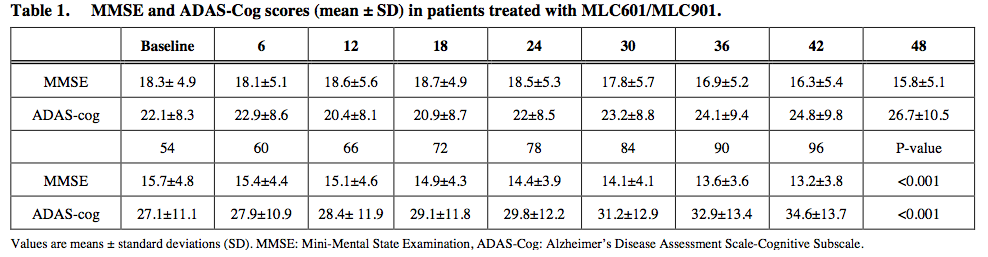 Table 1. MMSE and ADAS-Cog scores (mean ± SD) in patients treated with MLC601/MLC901.
Baseline 6 12 18 24 30 36 42 48
MMSE 18.3± 4.9 18.1±5.1 18.6±5.6 18.7±4.9 18.5±5.3 17.8±5.7 16.9±5.2 16.3±5.4 15.8±5.1
ADAS-cog 22.1±8.3 22.9±8.6 20.4±8.1 20.9±8.7 22±8.5 23.2±8.8 24.1±9.4 24.8±9.8 26.7±10.5
54 60 66 72 78 84 90 96 P-value
MMSE 15.7±4.8 15.4±4.4 15.1±4.6 14.9±4.3 14.4±3.9 14.1±4.1 13.6±3.6 13.2±3.8 <0.001
ADAS-cog 27.1±11.1 27.9±10.9 28.4± 11.9 29.1±11.8 29.8±12.2 31.2±12.9 32.9±13.4 34.6±13.7 <0.001
Values are means ± standard deviations (SD). MMSE: Mini-Mental State Examination, ADAS-Cog: Alzheimer's Disease Assessment Scale-Cognitive Subscale.